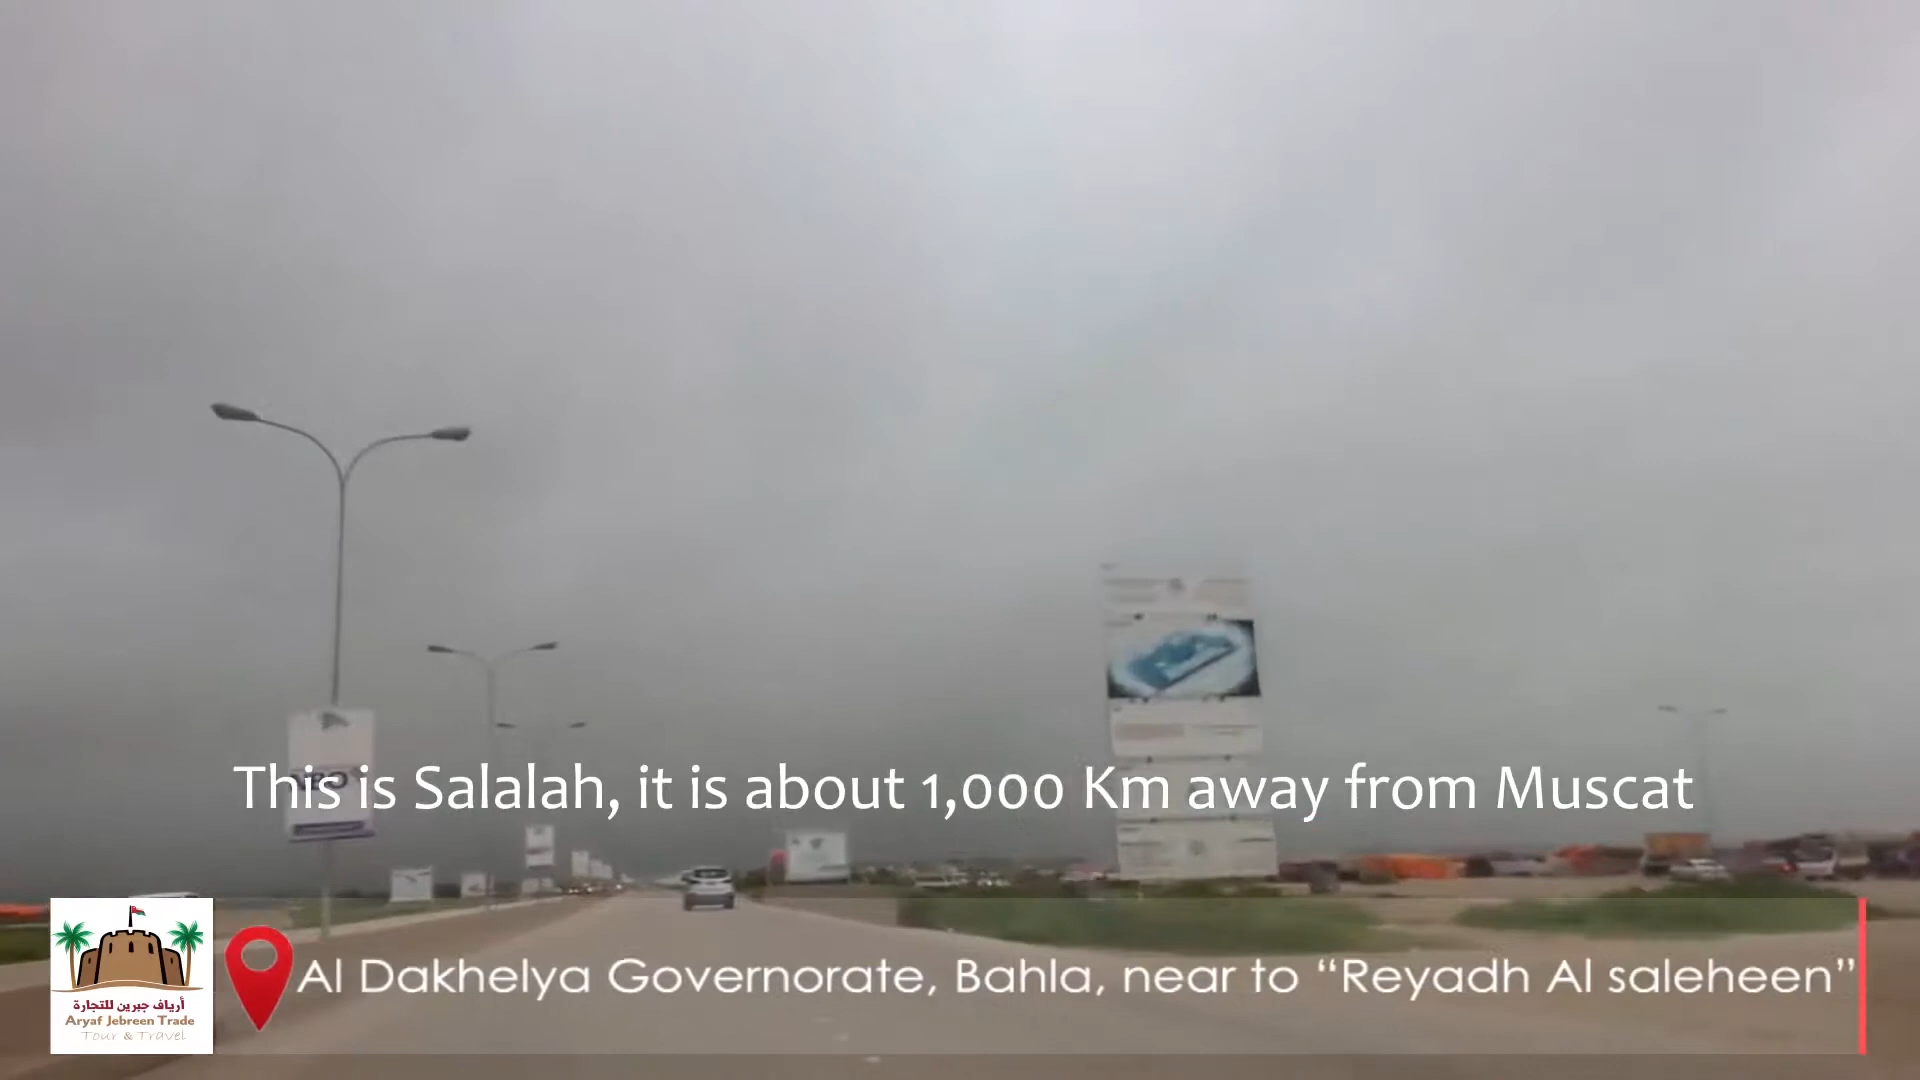 This is Salalah, it is about 1,000 Km away from Muscat
أرياف جبرين للتجارة
Aryaf Jebreen Trade
Tour & Travel
Al Dakhelya Governorate, Bahla, near to “Reyadh Al saleheen”